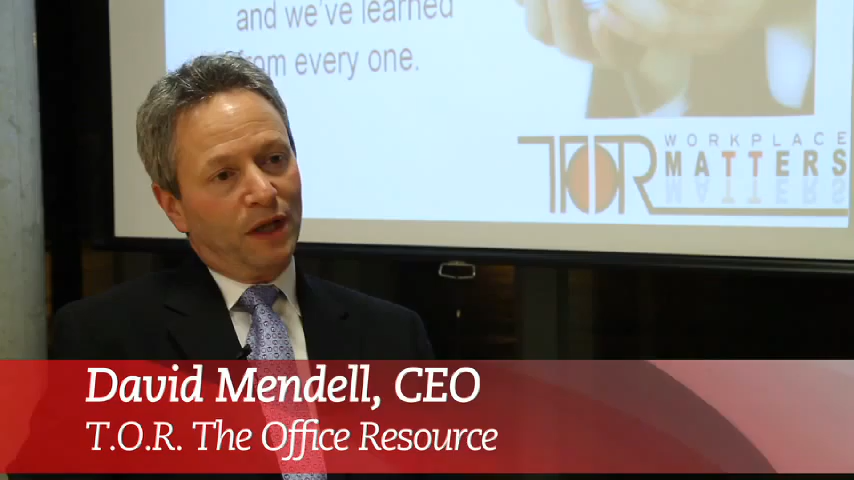 and we've learned
from every one.
TOR WORKPLACE
MATTERS
David Mendell, CEO
T.O.R. The Office Resource